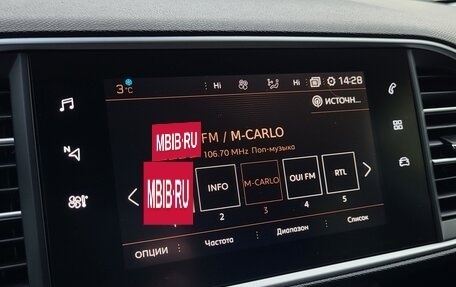 3°C Hi Hi 14:28
ИСТОЧН...
MBIB.RU
FM / M-CARLO
106.70 MHz Поп-музыка
MBIB.RU INFO M-CARLO OUI FM RTL
2 3 4 5
ОПЦИИ Частота Диапазон Список
N